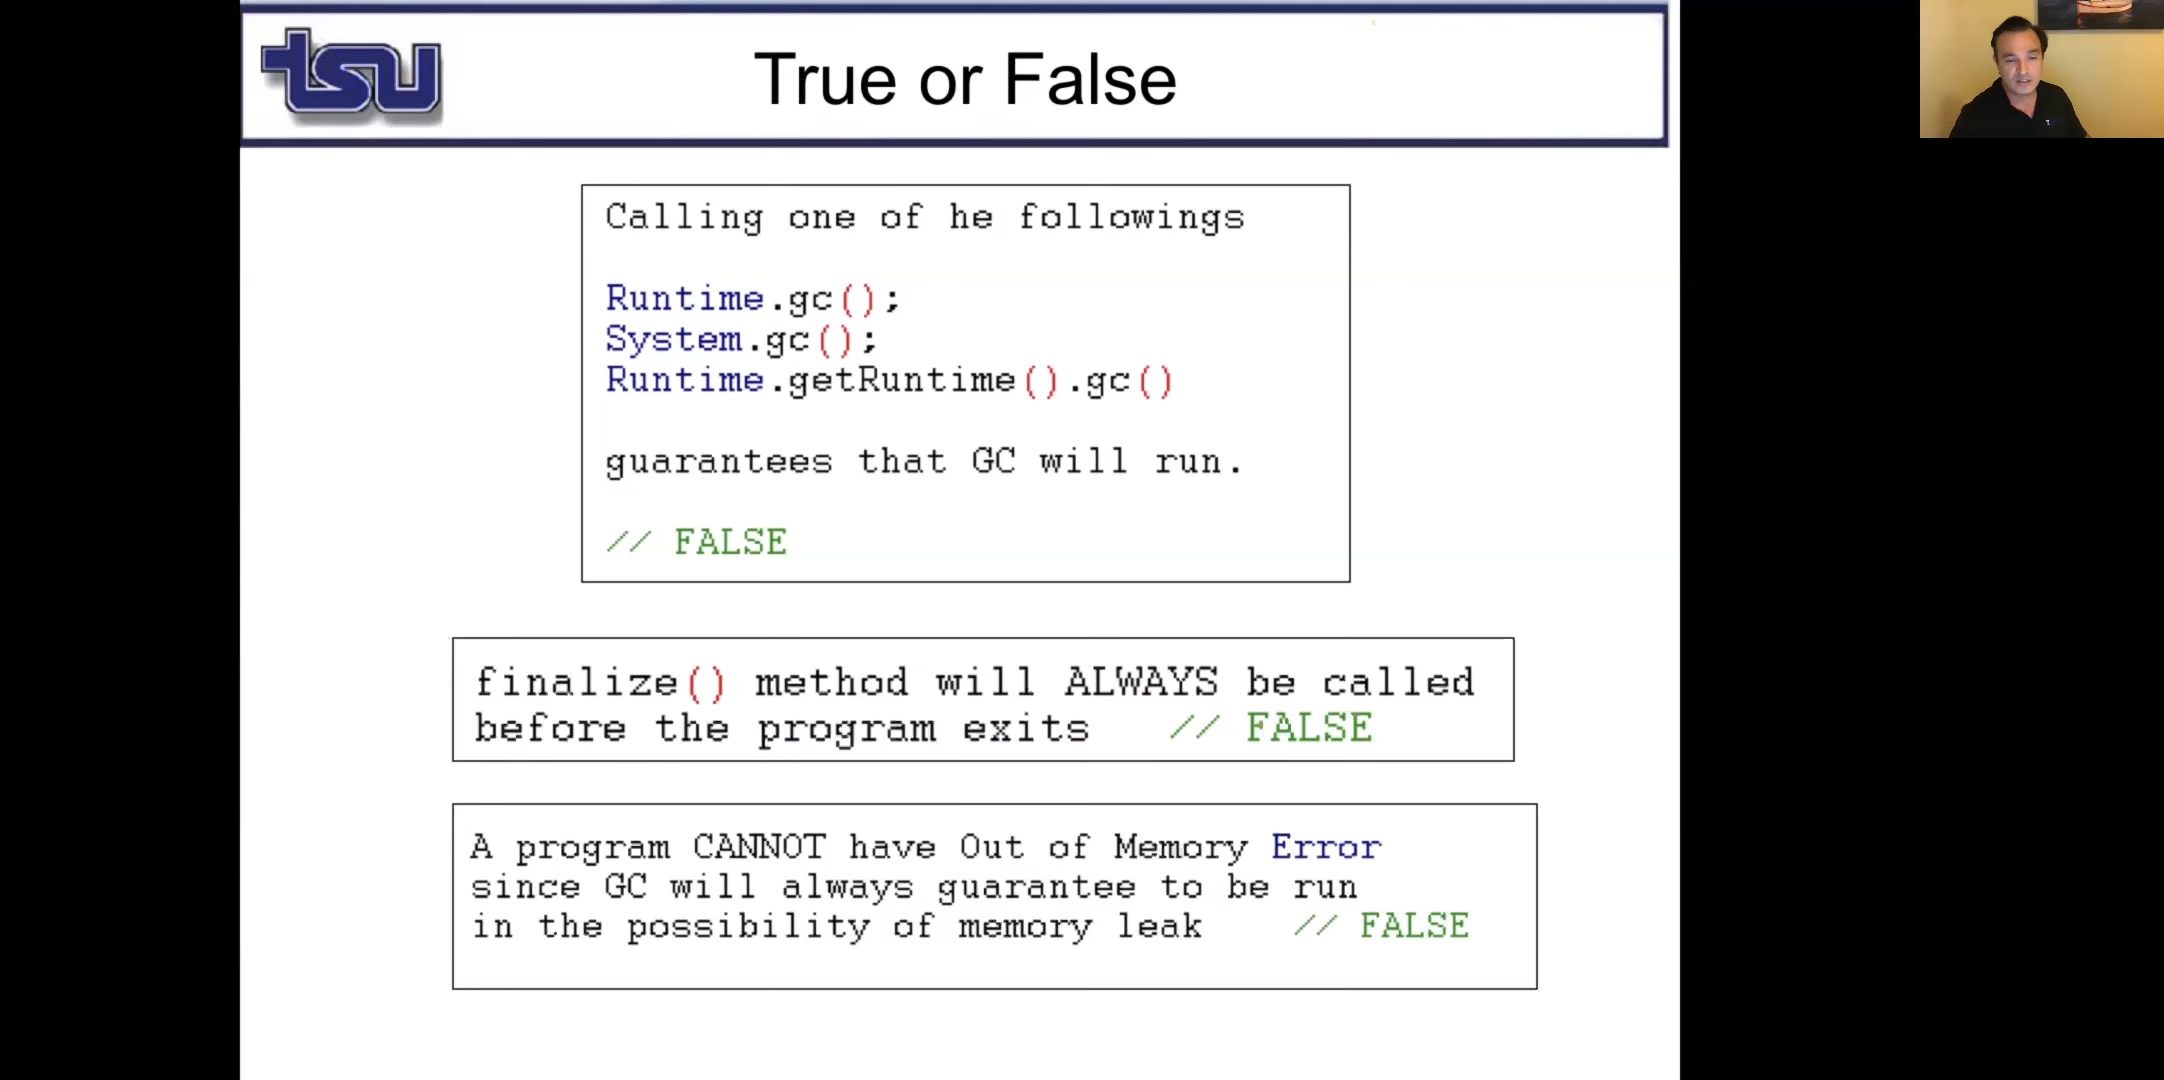 tsu
True or False
Calling one of he followings
Runtime.gc();
System.gc();
Runtime.getRuntime().gc()
guarantees that GC will run.
// FALSE
finalize() method will ALWAYS be called
before the program exits // FALSE
A program CANNOT have Out of Memory Error
since GC will always guarantee to be run
in the possibility of memory leak // FALSE